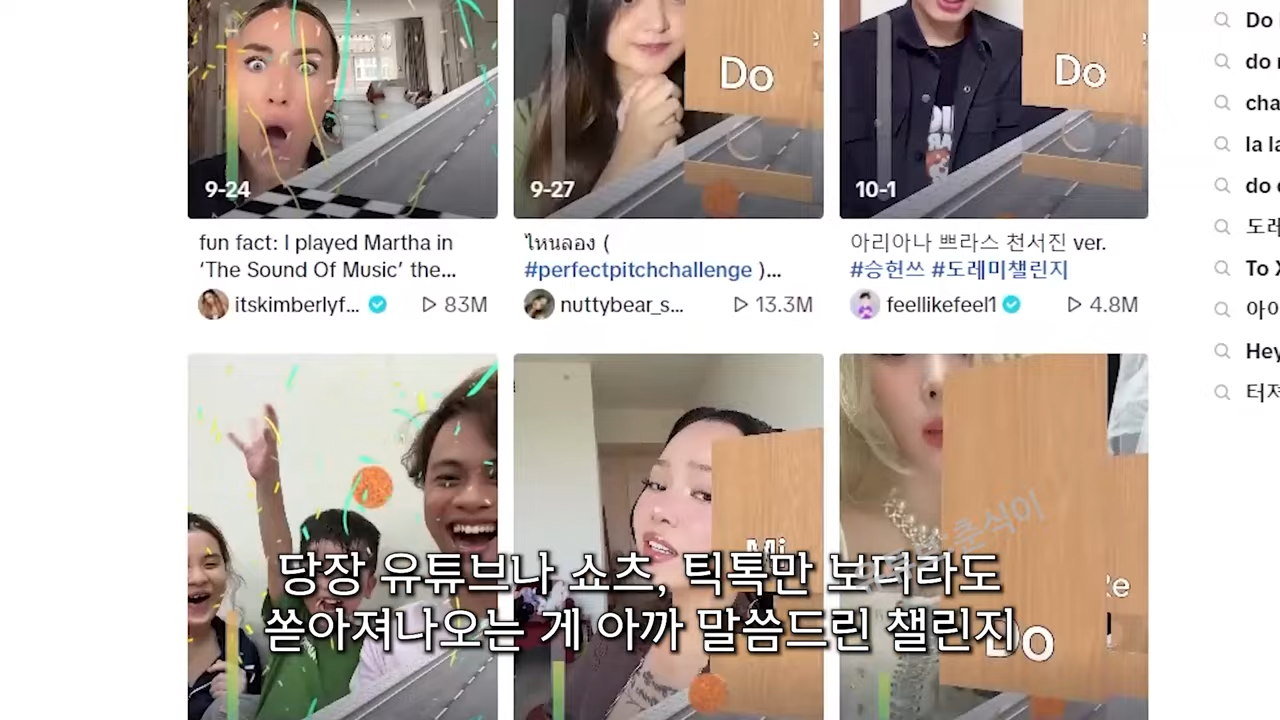 Do
Do
9-24
9-27
10-1
fun fact: I played Martha in
'The Sound Of Music' the...
ไหนลอง (
#perfectpitchchallenge )...
아리아나 쁘라스 천서진 ver.
#승헌쓰 #도레미챌린지
itskimberlyf...
83M
nuttybear_s...
13.3M
feellikefeel1
4.8M
Do
do
cha
la la
do
도레
To
아이
Hey
터져
Mi
춘식이
Do
당장 유튜브나 쇼츠, 틱톡만 보더라도
쏟아져나오는 게 아까 말씀드린 챌린지